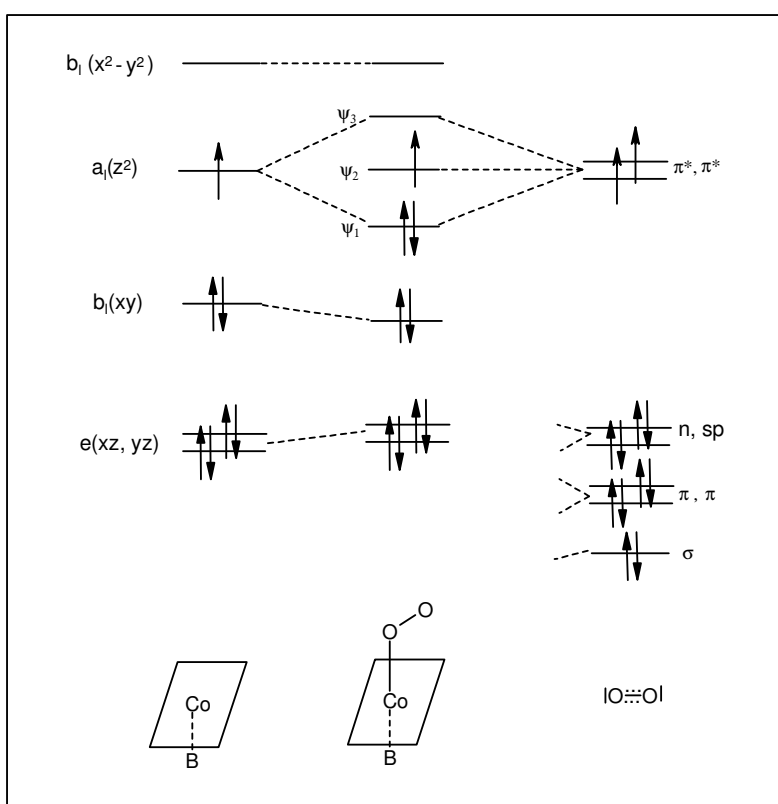 b₁(x² - y²)
ψ₃
a₁(z²)
ψ₂
π*, π*
ψ₁
b₁(xy)
e(xz, yz)
n, sp
π , π
σ
O
O
Co
Co
|O O|
B
B